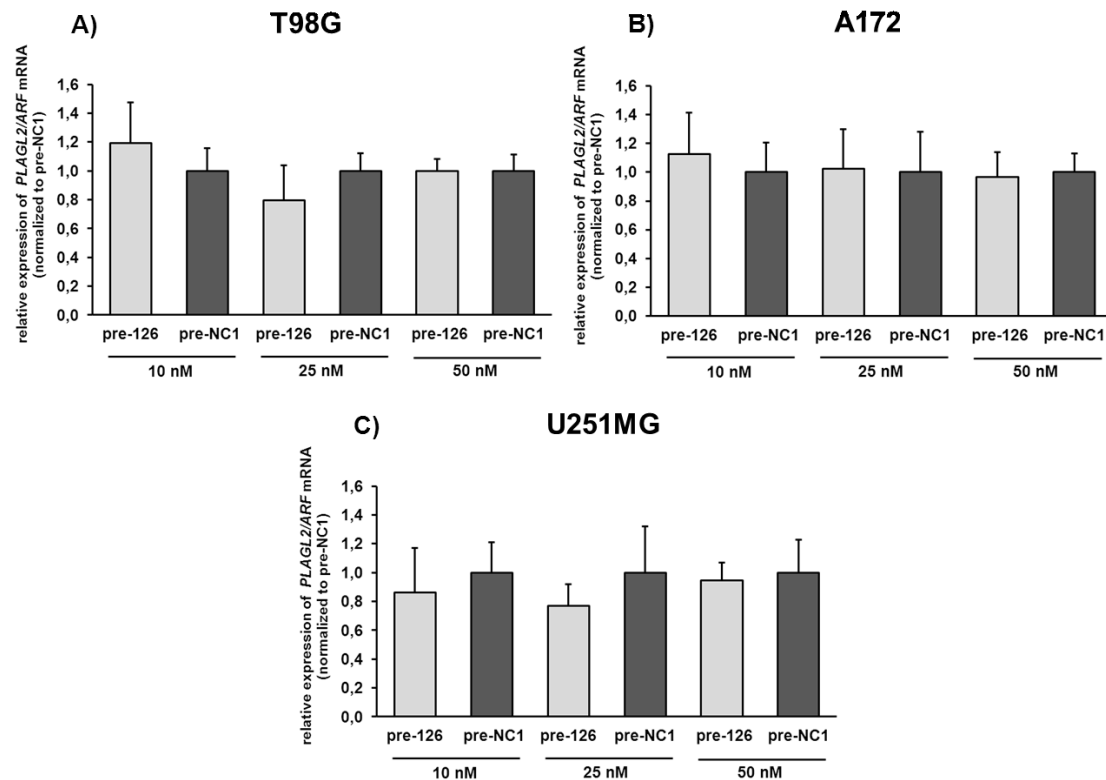 A)
T98G
relative expression of PLAGL2/ARF mRNA
(normalized to pre-NC1)
1,6
1,4
1,2
1,0
0,8
0,6
0,4
0,2
0,0
pre-126 pre-NC1 pre-126 pre-NC1 pre-126 pre-NC1
10 nM 25 nM 50 nM
B)
A172
relative expression of PLAGL2/ARF mRNA
(normalized to pre-NC1)
1,6
1,4
1,2
1,0
0,8
0,6
0,4
0,2
0,0
pre-126 pre-NC1 pre-126 pre-NC1 pre-126 pre-NC1
10 nM 25 nM 50 nM
C)
U251MG
relative expression of PLAGL2/ARF mRNA
(normalized to pre-NC1)
1,6
1,4
1,2
1,0
0,8
0,6
0,4
0,2
0,0
pre-126 pre-NC1 pre-126 pre-NC1 pre-126 pre-NC1
10 nM 25 nM 50 nM